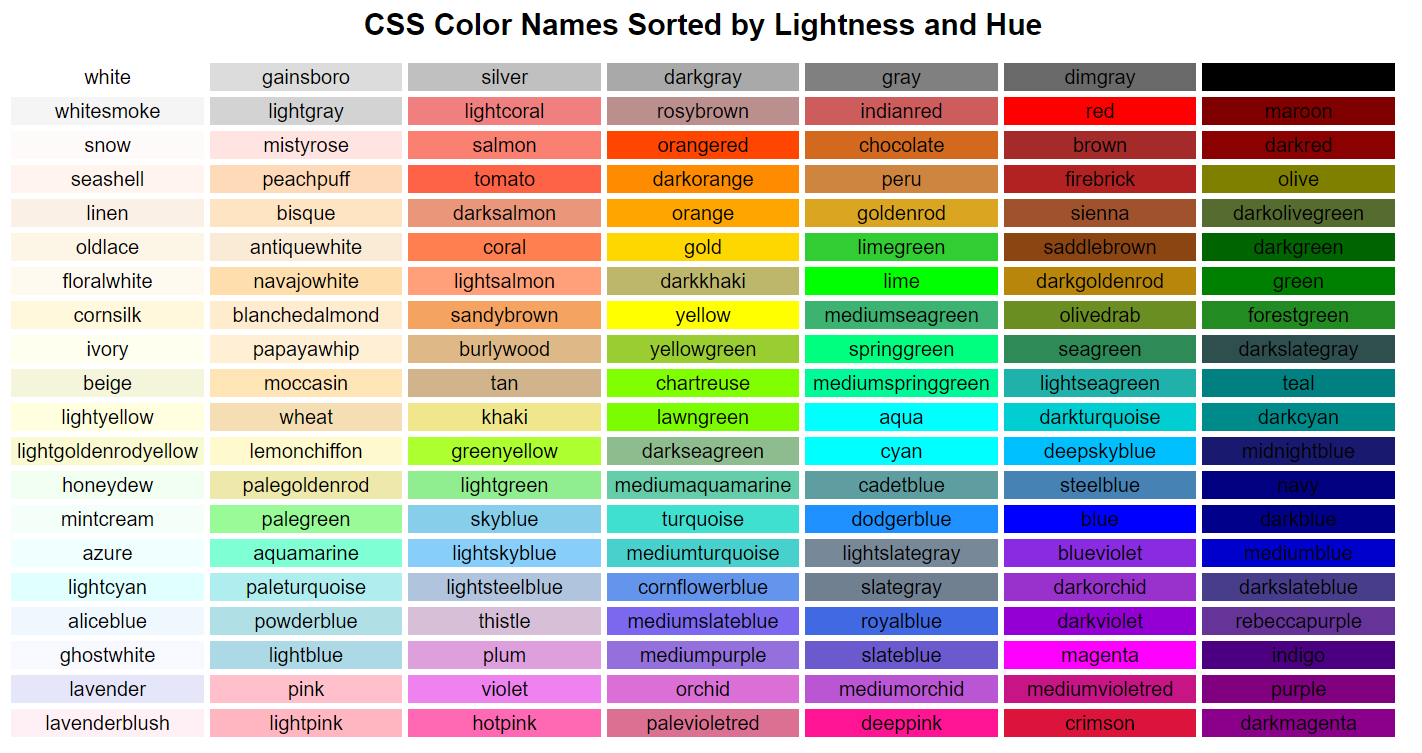 CSS Color Names Sorted by Lightness and Hue
white gainsboro silver darkgray gray dimgray
whitesmoke lightgray lightcoral rosybrown indianred red maroon
snow mistyrose salmon orangered chocolate brown darkred
seashell peachpuff tomato darkorange peru firebrick olive
linen bisque darksalmon orange goldenrod sienna darkolivegreen
oldlace antiquewhite coral gold limegreen saddlebrown darkgreen
floralwhite navajowhite lightsalmon darkkhaki lime darkgoldenrod green
cornsilk blanchedalmond sandybrown yellow mediumseagreen olivedrab forestgreen
ivory papayawhip burlywood yellowgreen springgreen seagreen darkslategray
beige moccasin tan chartreuse mediumspringgreen lightseagreen teal
lightyellow wheat khaki lawngreen aqua darkturquoise darkcyan
lightgoldenrodyellow lemonchiffon greenyellow darkseagreen cyan deepskyblue midnightblue
honeydew palegoldenrod lightgreen mediumaquamarine cadetblue steelblue navy
mintcream palegreen skyblue turquoise dodgerblue blue darkblue
azure aquamarine lightskyblue mediumturquoise lightslategray blueviolet mediumblue
lightcyan paleturquoise lightsteelblue cornflowerblue slategray darkorchid darkslateblue
aliceblue powderblue thistle mediumslateblue royalblue darkviolet rebeccapurple
ghostwhite lightblue plum mediumpurple slateblue magenta indigo
lavender pink violet orchid mediumorchid mediumvioletred purple
lavenderblush lightpink hotpink palevioletred deeppink crimson darkmagenta